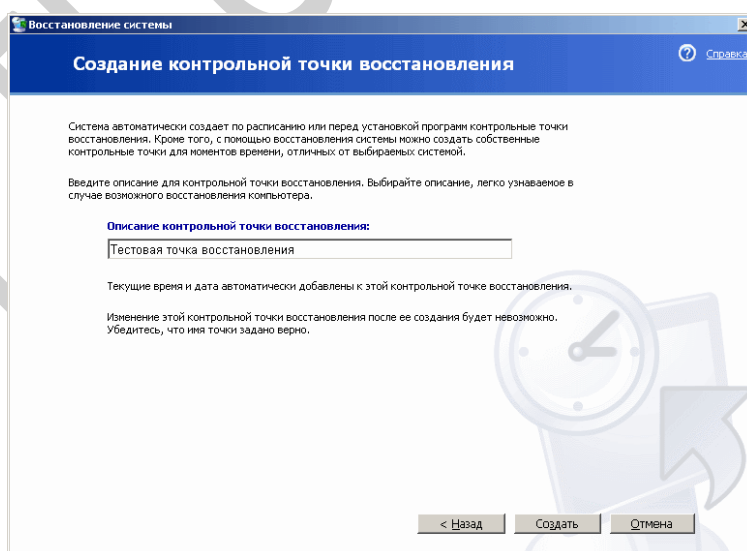 Восстановление системы
Создание контрольной точки восстановления
Справка
Система автоматически создает по расписанию или перед установкой программ контрольные точки
восстановления. Кроме того, с помощью восстановления системы можно создать собственные
контрольные точки для моментов времени, отличных от выбираемых системой.
Введите описание для контрольной точки восстановления. Выбирайте описание, легко узнаваемое в
случае возможного восстановления компьютера.
Описание контрольной точки восстановления:
Тестовая точка восстановления
Текущие время и дата автоматически добавлены к этой контрольной точке восстановления.
Изменение этой контрольной точки восстановления после ее создания будет невозможно.
Убедитесь, что имя точки задано верно.
< Назад Создать Отмена